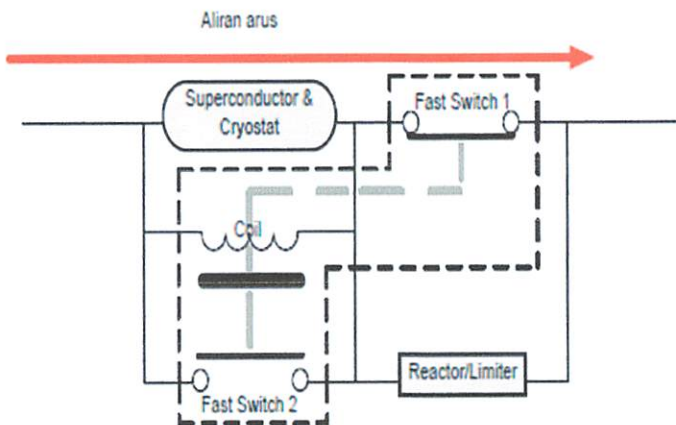 Aliran arus
Superconductor &
Cryostat
Fast Switch 1
Coil
Reactor/Limiter
Fast Switch 2